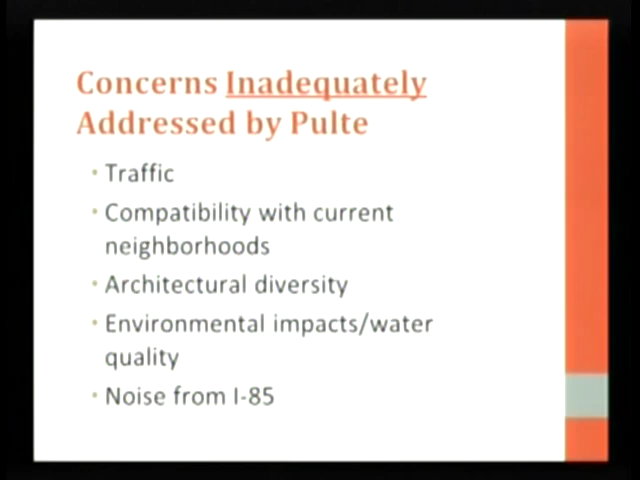 Concerns Inadequately
Addressed by Pulte
• Traffic
• Compatibility with current
neighborhoods
• Architectural diversity
• Environmental impacts/water
quality
• Noise from I-85